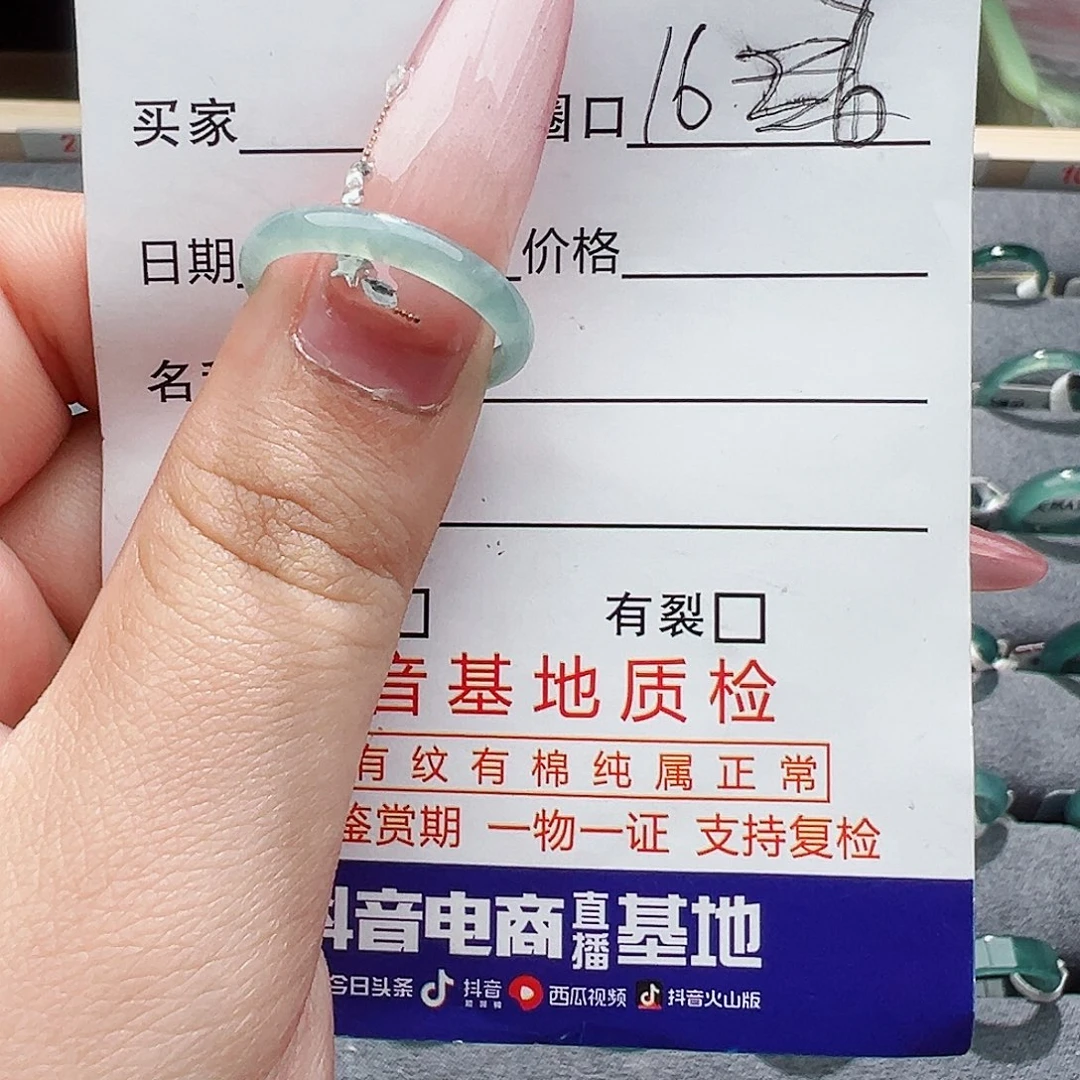 买家 圈口 16
日期 价格
名
有裂
音基地质检
有纹有棉纯属正常
鉴赏期 一物一证 支持复检
抖音电商直播基地
今日头条 抖音 西瓜视频 抖音火山版